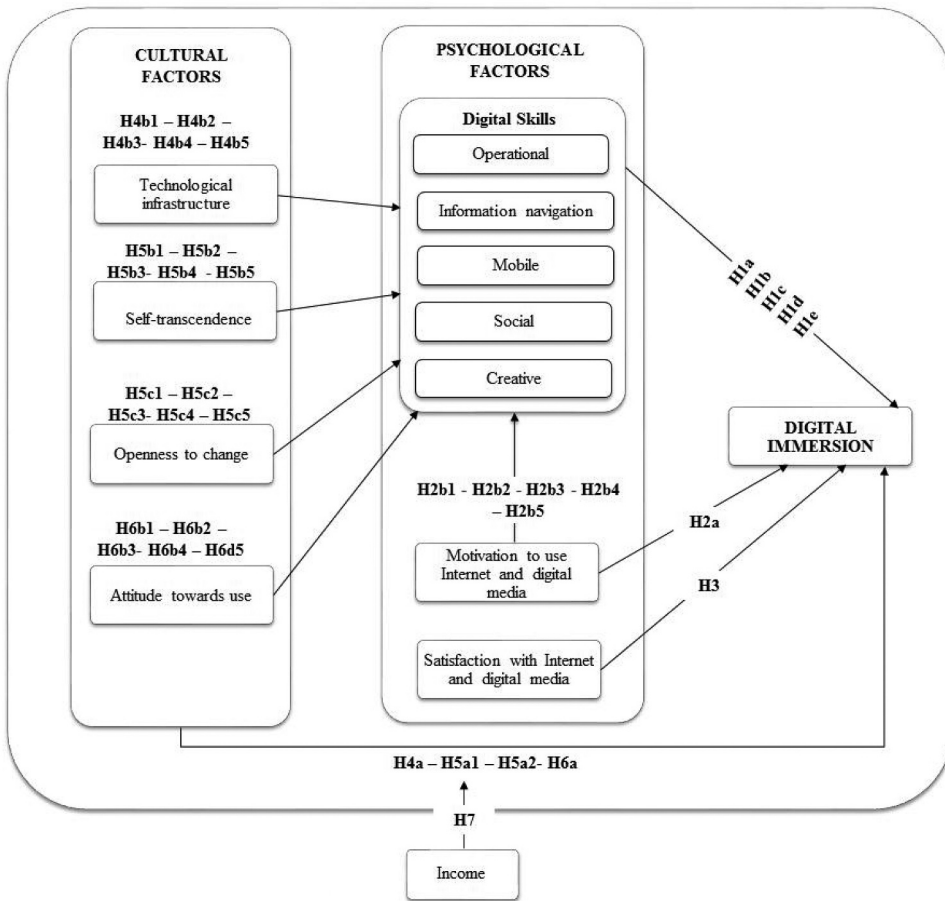 CULTURAL
FACTORS
H4b1 – H4b2 –
H4b3- H4b4 – H4b5
Technological
infrastructure
H5b1 – H5b2 –
H5b3- H5b4 - H5b5
Self-transcendence
H5c1 – H5c2 –
H5c3- H5c4 – H5c5
Openness to change
H6b1 – H6b2 –
H6b3- H6b4 – H6d5
Attitude towards use
PSYCHOLOGICAL
FACTORS
Digital Skills
Operational
Information navigation
Mobile
Social
Creative
H2b1 - H2b2 - H2b3 - H2b4
– H2b5
Motivation to use
Internet and digital
media
Satisfaction with Internet
and digital media
H1a
H1b
H1c
H1d
H1e
DIGITAL
IMMERSION
H2a
H3
H4a – H5a1 – H5a2- H6a
H7
Income